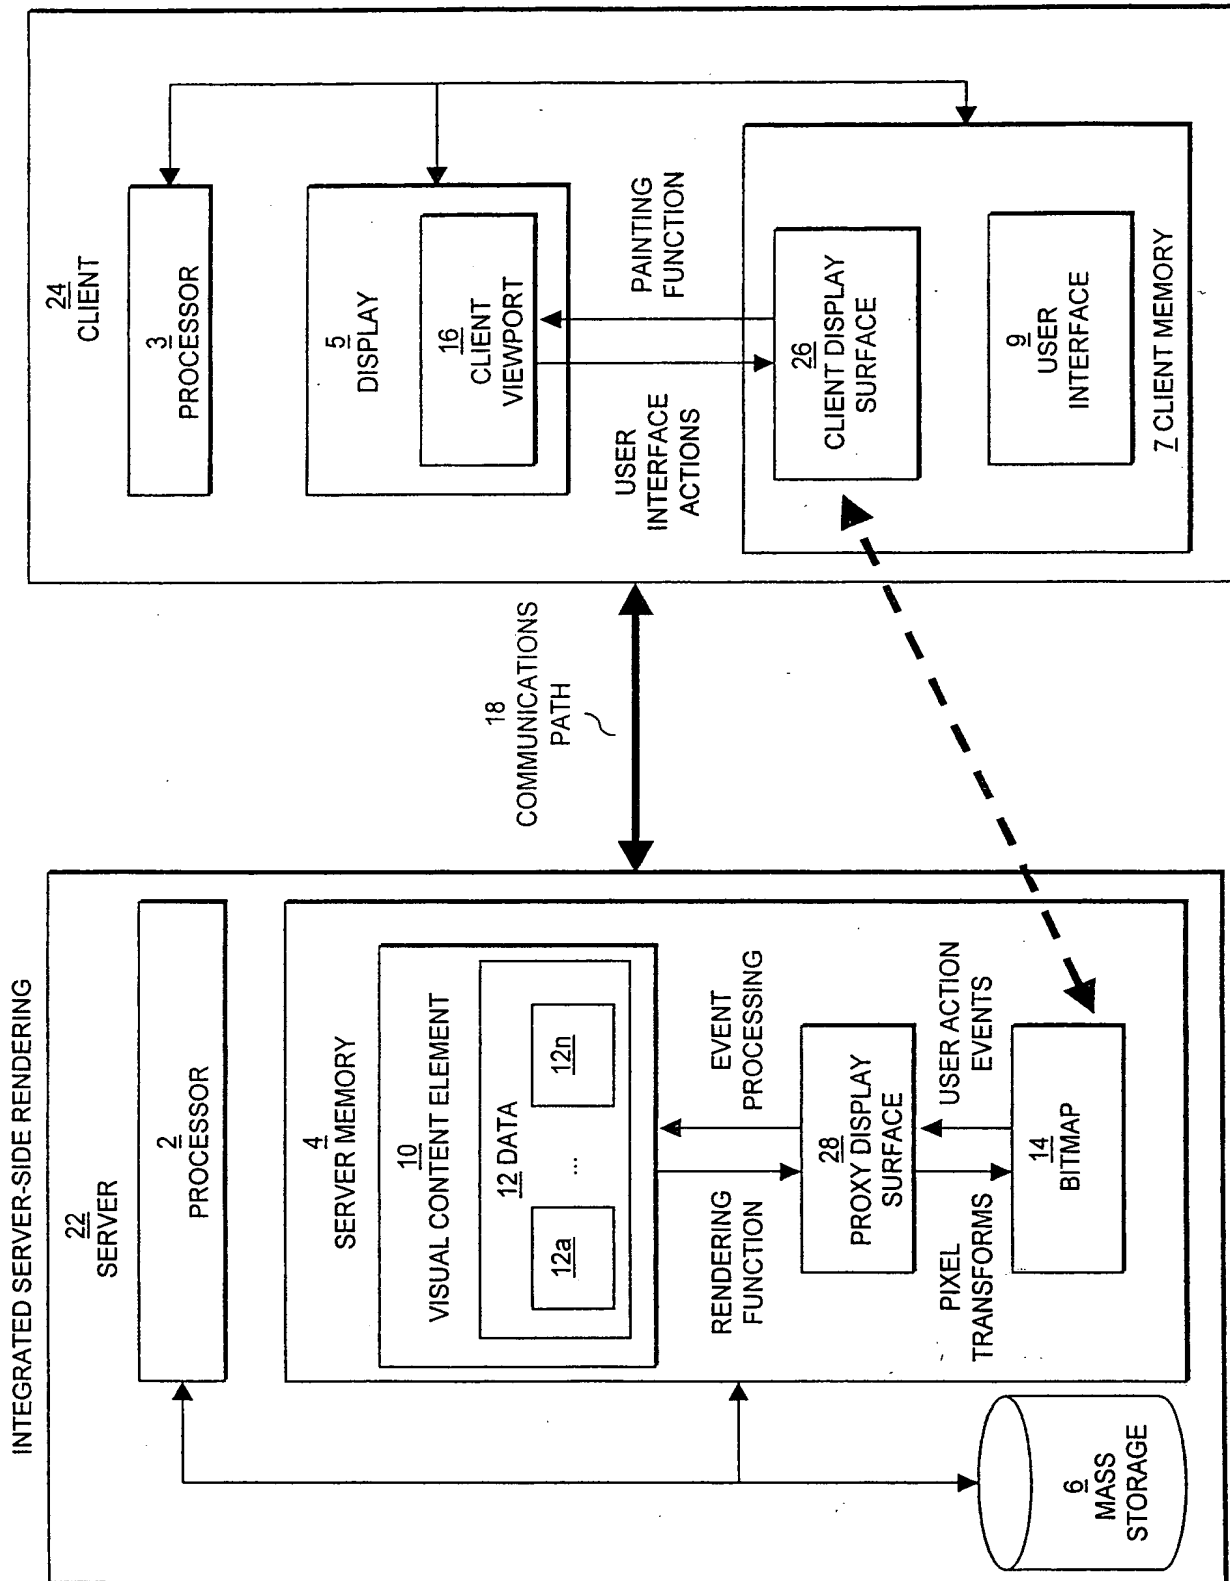 INTEGRATED SERVER-SIDE RENDERING
22
SERVER
2
PROCESSOR
4
SERVER MEMORY
10
VISUAL CONTENT ELEMENT
12 DATA
12a
...
12n
RENDERING
FUNCTION
EVENT
PROCESSING
28
PROXY DISPLAY
SURFACE
PIXEL
TRANSFORMS
USER ACTION
EVENTS
14
BITMAP
6
MASS
STORAGE
18
COMMUNICATIONS
PATH
24
CLIENT
3
PROCESSOR
5
DISPLAY
16
CLIENT
VIEWPORT
USER
INTERFACE
ACTIONS
PAINTING
FUNCTION
26
CLIENT DISPLAY
SURFACE
9
USER
INTERFACE
7 CLIENT MEMORY